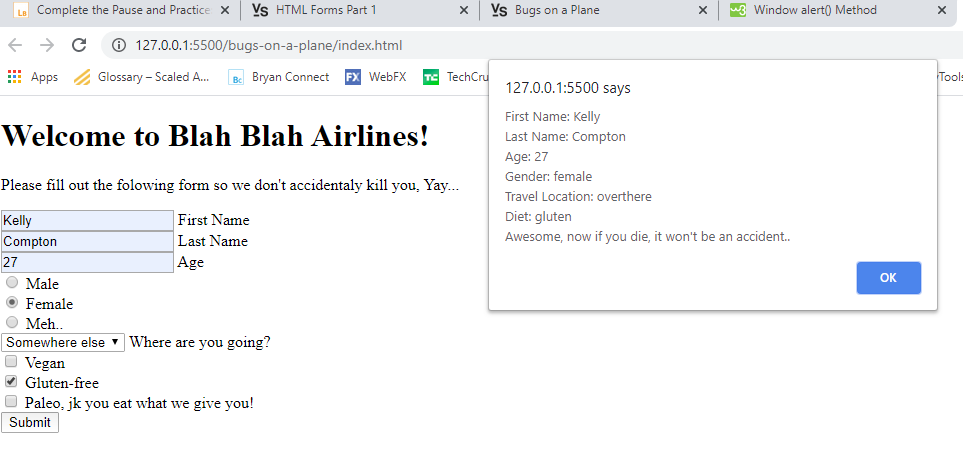 Complete the Pause and Practice
HTML Forms Part 1
Bugs on a Plane
Window alert() Method
127.0.0.1:5500/bugs-on-a-plane/index.html
Apps
Glossary – Scaled A...
Bryan Connect
WebFX
TechCru
yTools
127.0.0.1:5500 says
First Name: Kelly
Last Name: Compton
Age: 27
Gender: female
Travel Location: overthere
Diet: gluten
Awesome, now if you die, it won't be an accident..
OK
Welcome to Blah Blah Airlines!
Please fill out the folowing form so we don't accidentaly kill you, Yay...
Kelly First Name
Compton Last Name
27 Age
Male
Female
Meh..
Somewhere else Where are you going?
Vegan
Gluten-free
Paleo, jk you eat what we give you!
Submit